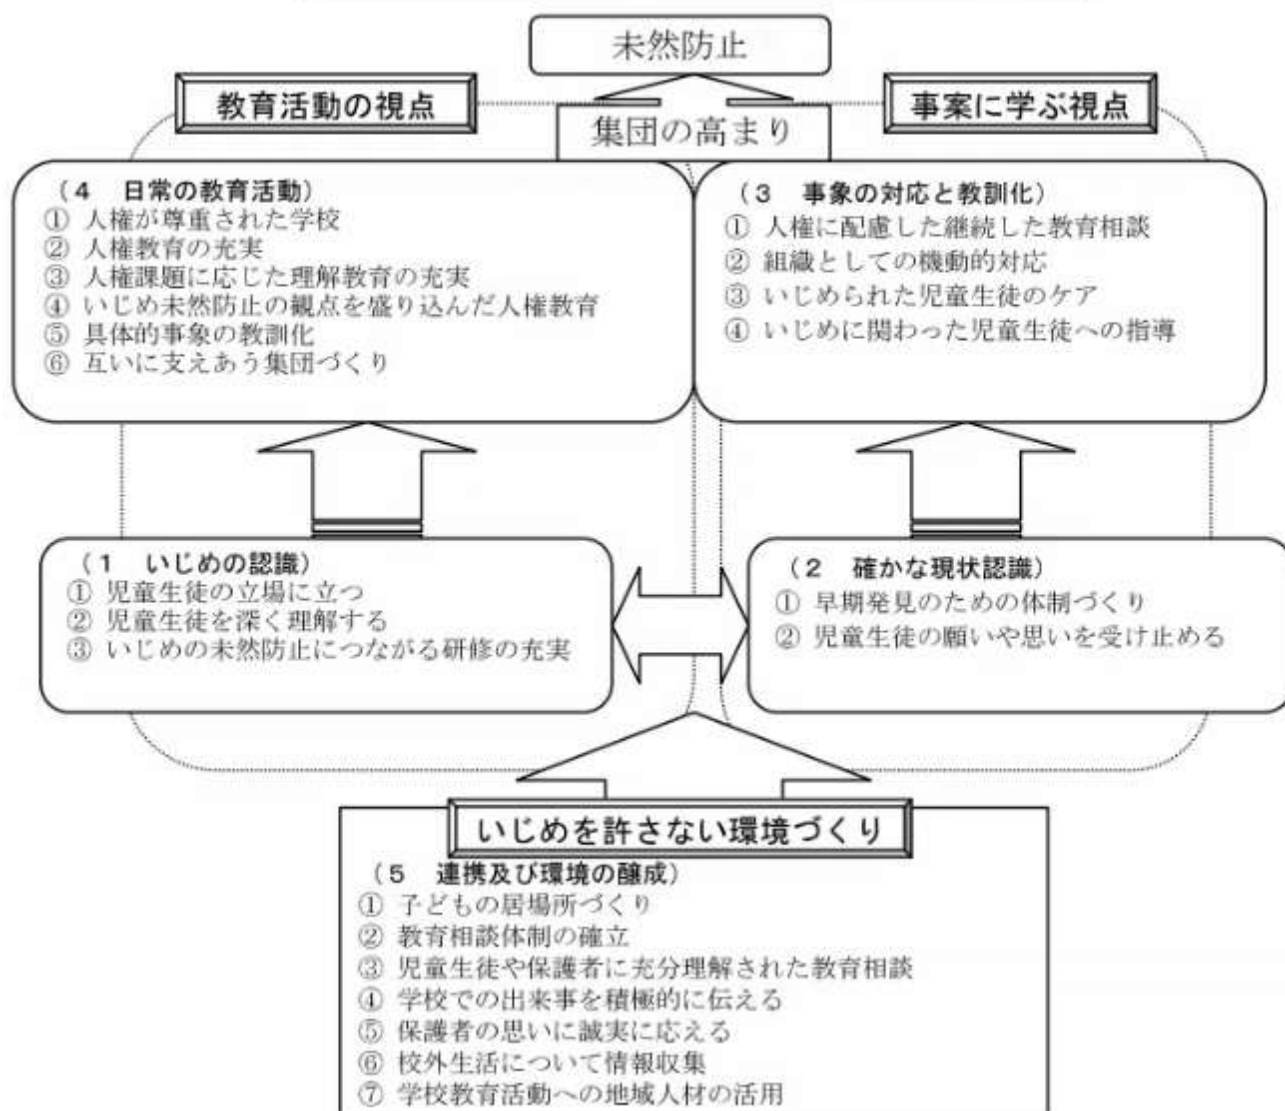 未然防止
教育活動の視点
事案に学ぶ視点
集団の高まり
(4 日常の教育活動)
① 人権が尊重された学校
② 人権教育の充実
③ 人権課題に応じた理解教育の充実
④ いじめ未然防止の観点を盛り込んだ人権教育
⑤ 具体的事象の教訓化
⑥ 互いに支えあう集団づくり
(3 事象の対応と教訓化)
① 人権に配慮した継続した教育相談
② 組織としての機動的対応
③ いじめられた児童生徒のケア
④ いじめに関わった児童生徒への指導
(1 いじめの認識)
① 児童生徒の立場に立つ
② 児童生徒を深く理解する
③ いじめの未然防止につながる研修の充実
(2 確かな現状認識)
① 早期発見のための体制づくり
② 児童生徒の願いや思いを受け止める
いじめを許さない環境づくり
(5 連携及び環境の醸成)
① 子どもの居場所づくり
② 教育相談体制の確立
③ 児童生徒や保護者に充分理解された教育相談
④ 学校での出来事を積極的に伝える
⑤ 保護者の思いに誠実に応える
⑥ 校外生活について情報収集
⑦ 学校教育活動への地域人材の活用